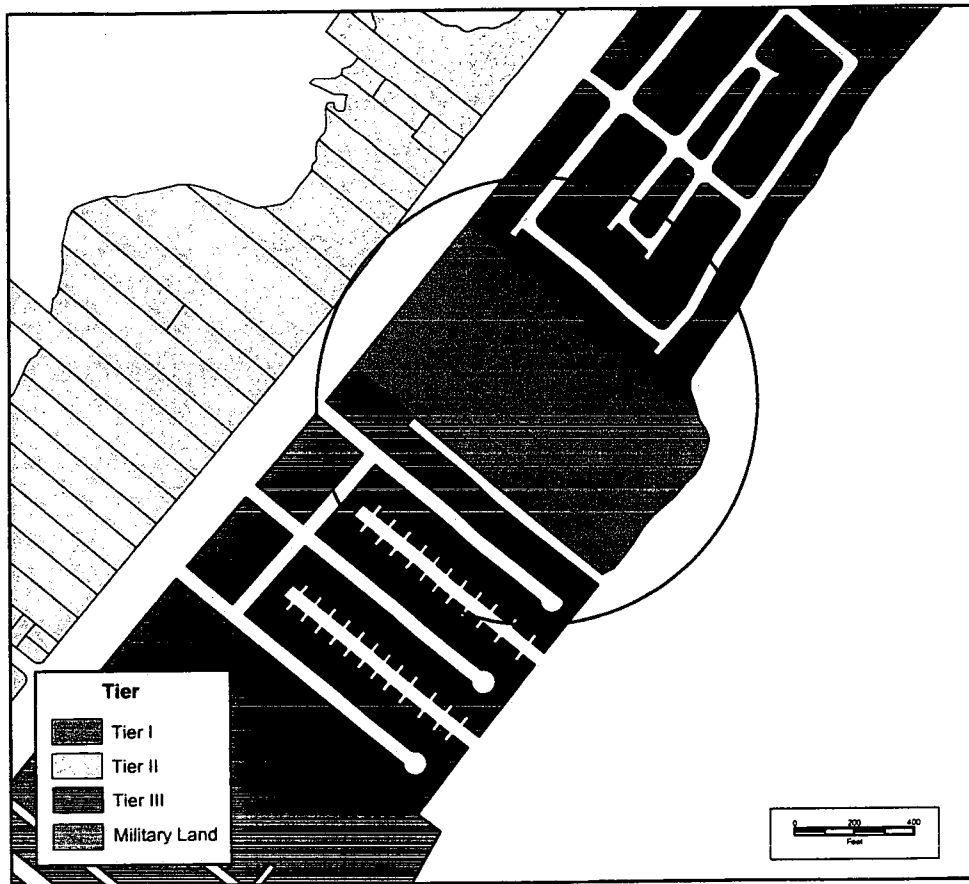 Tier
Tier I
Tier II
Tier III
Military Land
0 200 400
Feet